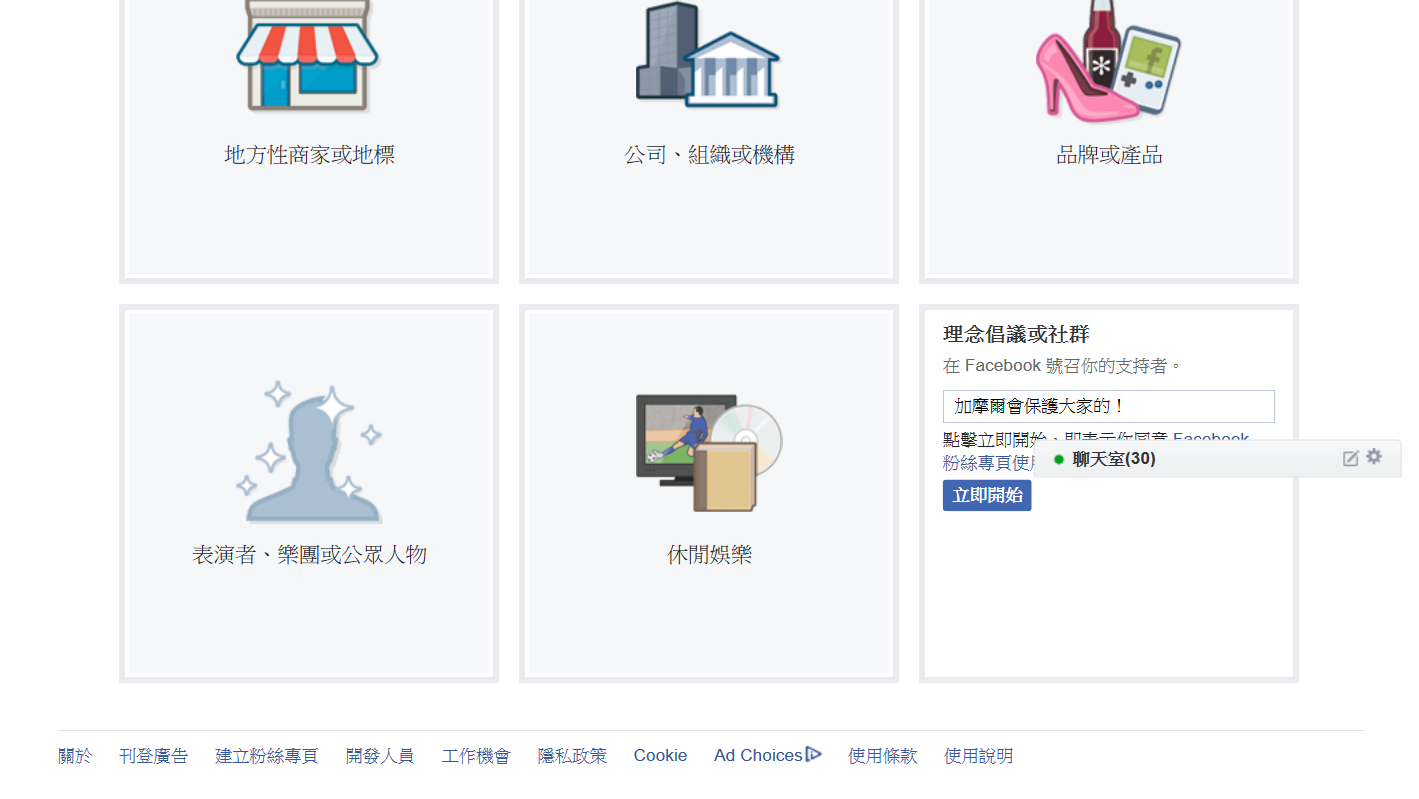 地方性商家或地標
公司、組織或機構
品牌或產品
表演者、樂團或公眾人物
休閒娛樂
理念倡議或社群
在 Facebook 號召你的支持者。
加摩爾會保護大家的！
點擊立即開始，即表示你同意 Facebook
粉絲專頁使用
聊天室(30)
立即開始
關於 刊登廣告 建立粉絲專頁 開發人員 工作機會 隱私政策 Cookie Ad Choices 使用條款 使用說明